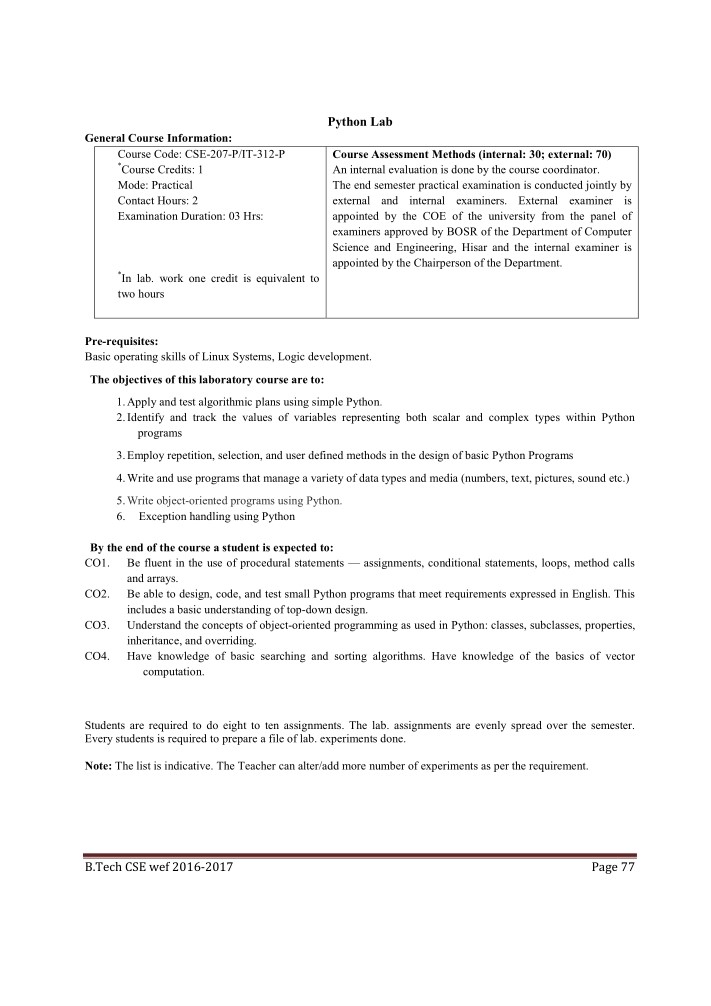 Python Lab
General Course Information:
Course Code: CSE-207-P/IT-312-P
*Course Credits: 1
Mode: Practical
Contact Hours: 2
Examination Duration: 03 Hrs:
*In lab. work one credit is equivalent to
two hours
Course Assessment Methods (internal: 30; external: 70)
An internal evaluation is done by the course coordinator.
The end semester practical examination is conducted jointly by
external and internal examiners. External examiner is
appointed by the COE of the university from the panel of
examiners approved by BOSR of the Department of Computer
Science and Engineering, Hisar and the internal examiner is
appointed by the Chairperson of the Department.
Pre-requisites:
Basic operating skills of Linux Systems, Logic development.
The objectives of this laboratory course are to:
1. Apply and test algorithmic plans using simple Python.
2. Identify and track the values of variables representing both scalar and complex types within Python
programs
3. Employ repetition, selection, and user defined methods in the design of basic Python Programs
4. Write and use programs that manage a variety of data types and media (numbers, text, pictures, sound etc.)
5. Write object-oriented programs using Python.
6. Exception handling using Python
By the end of the course a student is expected to:
CO1. Be fluent in the use of procedural statements — assignments, conditional statements, loops, method calls
and arrays.
CO2. Be able to design, code, and test small Python programs that meet requirements expressed in English. This
includes a basic understanding of top-down design.
CO3. Understand the concepts of object-oriented programming as used in Python: classes, subclasses, properties,
inheritance, and overriding.
CO4. Have knowledge of basic searching and sorting algorithms. Have knowledge of the basics of vector
computation.
Students are required to do eight to ten assignments. The lab. assignments are evenly spread over the semester.
Every students is required to prepare a file of lab. experiments done.
Note: The list is indicative. The Teacher can alter/add more number of experiments as per the requirement.
B.Tech CSE wef 2016-2017 Page 77